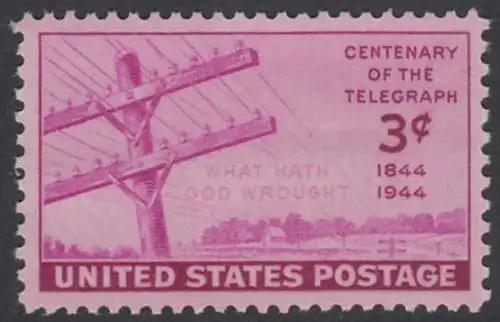 CENTENARY
OF THE
TELEGRAPH
3¢
WHAT HATH 1844
GOD WROUGHT 1944
UNITED STATES POSTAGE